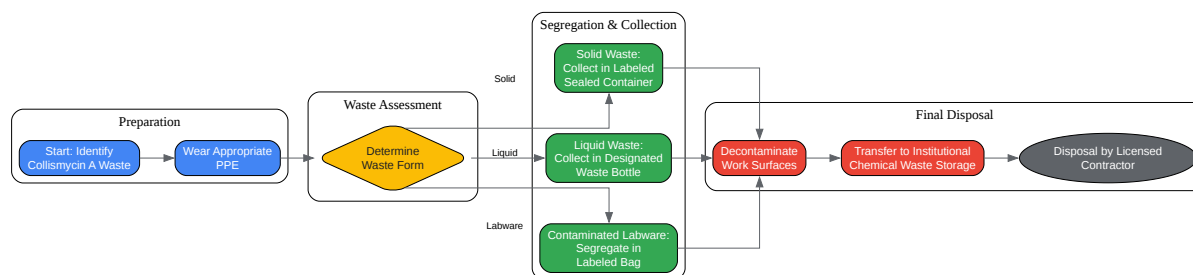 Preparation
Start: Identify
Collismycin A Waste
Wear Appropriate
PPE
Waste Assessment
Determine
Waste Form
Solid
Liquid
Labware
Segregation & Collection
Solid Waste:
Collect in Labeled
Sealed Container
Liquid Waste:
Collect in Designated
Waste Bottle
Contaminated Labware:
Segregate in
Labeled Bag
Final Disposal
Decontaminate
Work Surfaces
Transfer to Institutional
Chemical Waste Storage
Disposal by Licensed
Contractor